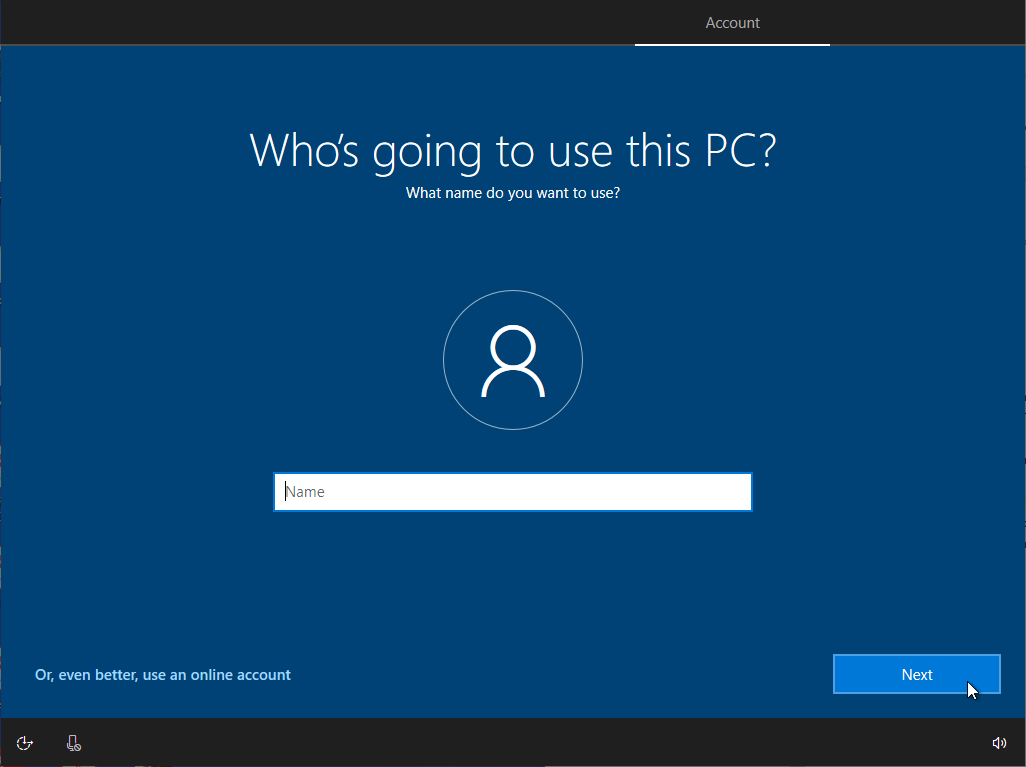 Account
Who's going to use this PC?
What name do you want to use?
Name
Or, even better, use an online account
Next